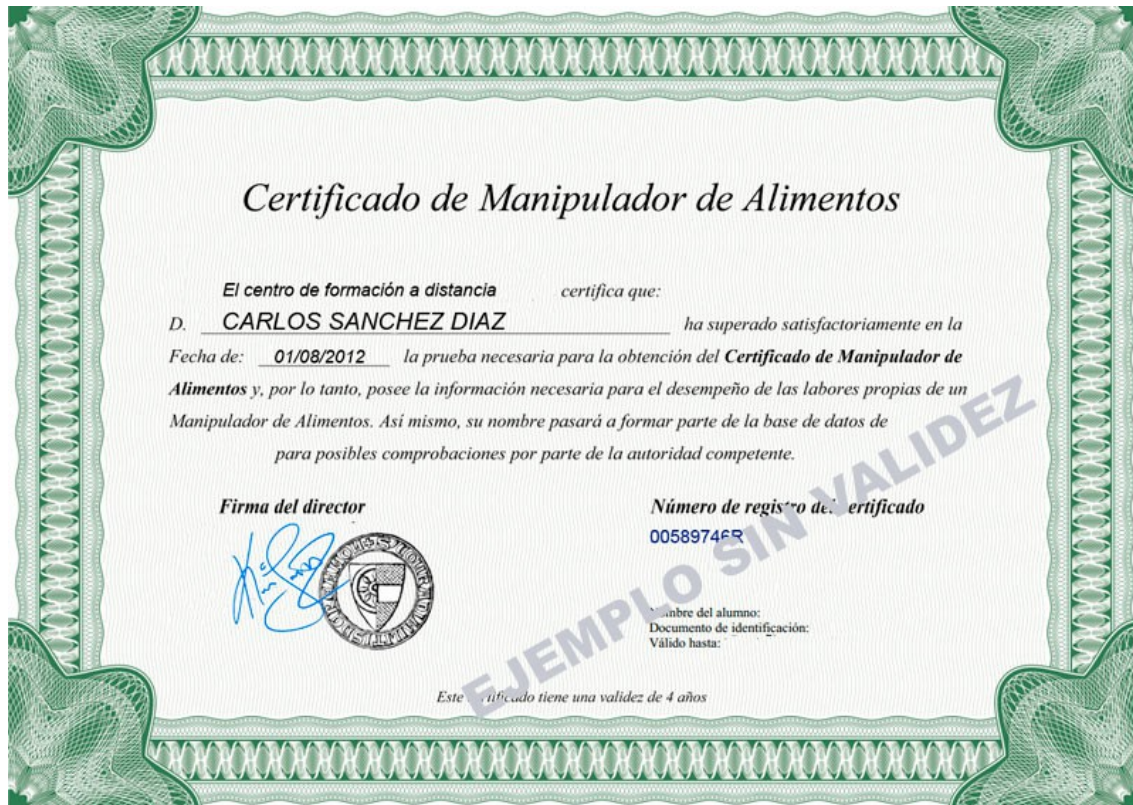 Certificado de Manipulador de Alimentos
El centro de formación a distancia certifica que:
D. CARLOS SANCHEZ DIAZ ha superado satisfactoriamente en la
Fecha de: 01/08/2012 la prueba necesaria para la obtención del Certificado de Manipulador de
Alimentos y, por lo tanto, posee la información necesaria para el desempeño de las labores propias de un
Manipulador de Alimentos. Así mismo, su nombre pasará a formar parte de la base de datos de
para posibles comprobaciones por parte de la autoridad competente.
Firma del director
Número de registro del certificado
00589746R
Nombre del alumno:
Documento de identificación:
Válido hasta:
Este certificado tiene una validez de 4 años
EJEMPLO SIN VALIDEZ